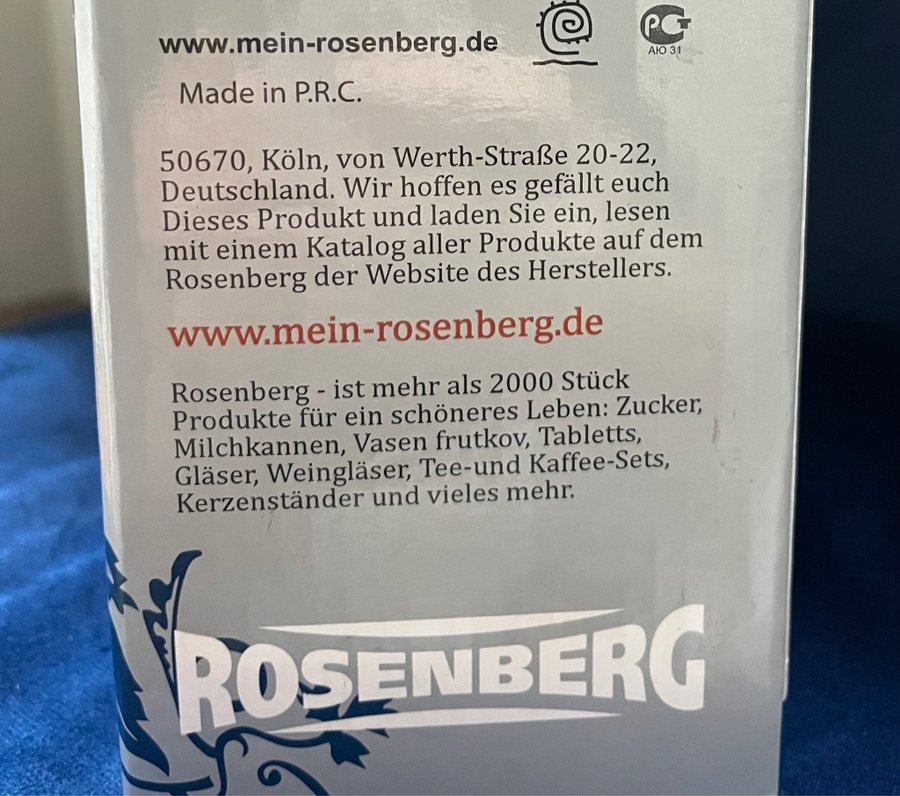 www.mein-rosenberg.de
РСТ
АЮ 31
Made in P.R.C.
50670, Köln, von Werth-Straße 20-22,
Deutschland. Wir hoffen es gefällt euch
Dieses Produkt und laden Sie ein, lesen
mit einem Katalog aller Produkte auf dem
Rosenberg der Website des Herstellers.
www.mein-rosenberg.de
Rosenberg - ist mehr als 2000 Stück
Produkte für ein schöneres Leben: Zucker,
Milchkannen, Vasen frutkov, Tabletts,
Gläser, Weingläser, Tee-und Kaffee-Sets,
Kerzenständer und vieles mehr.
ROSENBERG